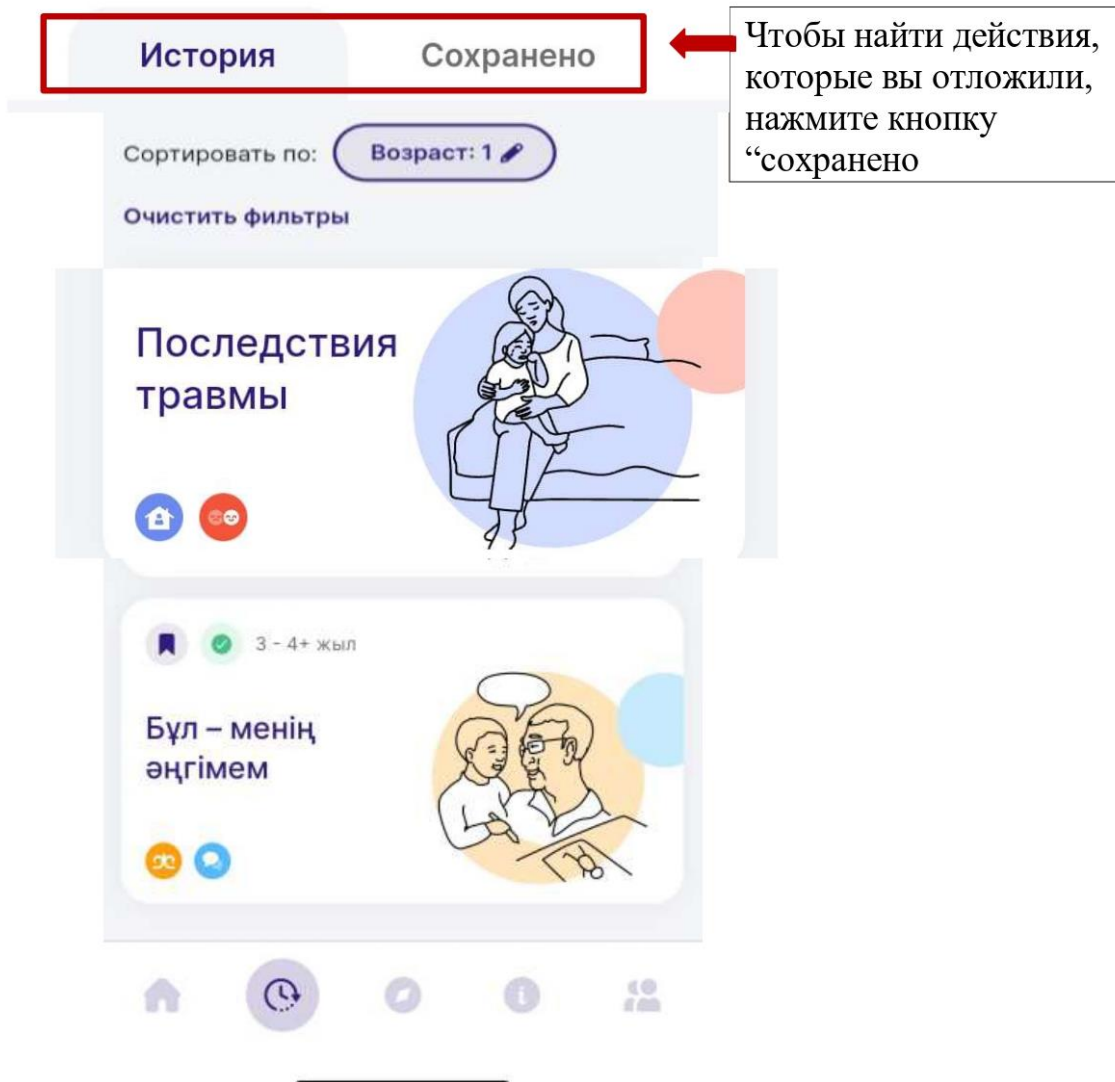 История
Сохранено
Чтобы найти действия,
которые вы отложили,
нажмите кнопку
“сохранено
Сортировать по:
Возраст: 1
Очистить фильтры
Последствия
травмы
3 - 4+ жыл
Бұл – менің
әңгімем